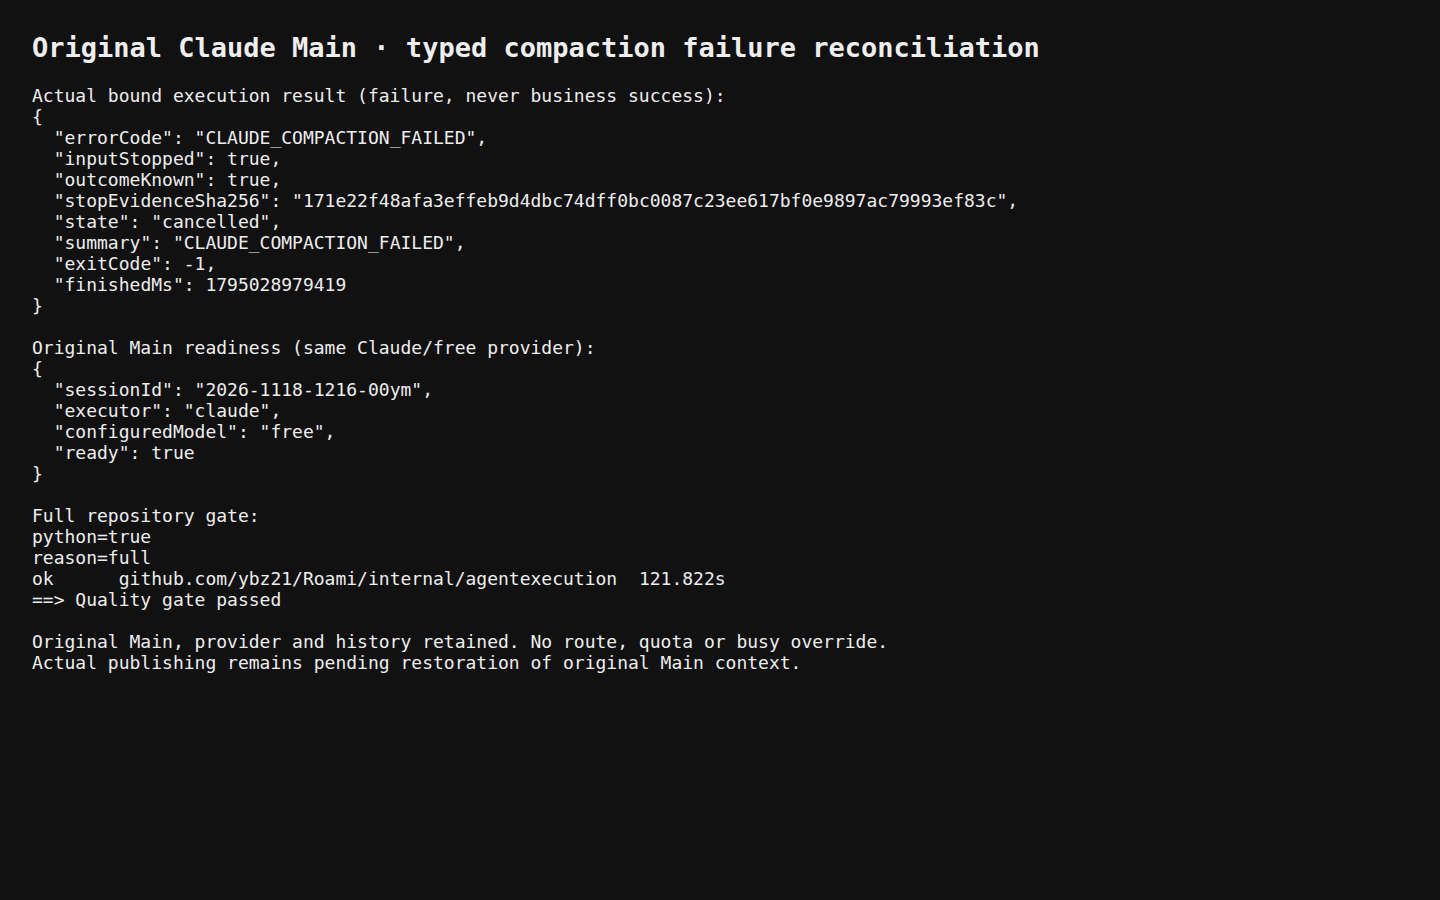 Original Claude Main · typed compaction failure reconciliation
Actual bound execution result (failure, never business success):
{
  "errorCode": "CLAUDE_COMPACTION_FAILED",
  "inputStopped": true,
  "outcomeKnown": true,
  "stopEvidenceSha256": "171e22f48afa3effeb9d4dbc74dff0bc0087c23ee617bf0e9897ac79993ef83c",
  "state": "cancelled",
  "summary": "CLAUDE_COMPACTION_FAILED",
  "exitCode": -1,
  "finishedMs": 1795028979419
}
Original Main readiness (same Claude/free provider):
{
  "sessionId": "2026-1118-1216-00ym",
  "executor": "claude",
  "configuredModel": "free",
  "ready": true
}
Full repository gate:
python=true
reason=full
ok      github.com/ybz21/Roami/internal/agentexecution  121.822s
==> Quality gate passed
Original Main, provider and history retained. No route, quota or busy override.
Actual publishing remains pending restoration of original Main context.